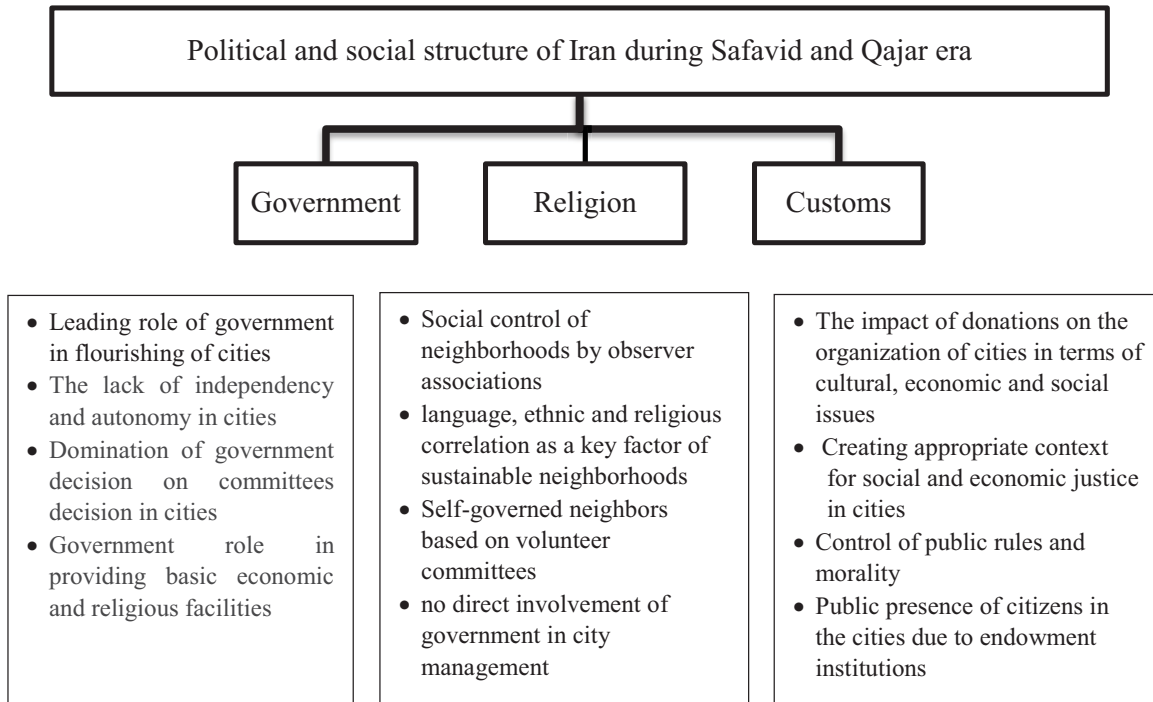 Political and social structure of Iran during Safavid and Qajar era
Government
Religion
Customs
• Leading role of government
in flourishing of cities
• The lack of independency
and autonomy in cities
• Domination of government
decision on committees
decision in cities
• Government role in
providing basic economic
and religious facilities
• Social control of
neighborhoods by observer
associations
• language, ethnic and religious
correlation as a key factor of
sustainable neighborhoods
• Self-governed neighbors
based on volunteer
committees
• no direct involvement of
government in city
management
• The impact of donations on the
organization of cities in terms of
cultural, economic and social
issues
• Creating appropriate context
for social and economic justice
in cities
• Control of public rules and
morality
• Public presence of citizens in
the cities due to endowment
institutions